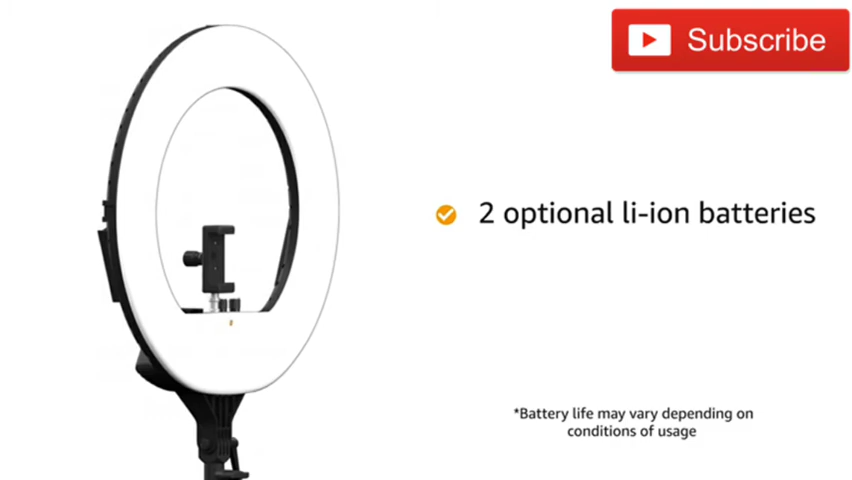 Subscribe
2 optional li-ion batteries
*Battery life may vary depending on
conditions of usage